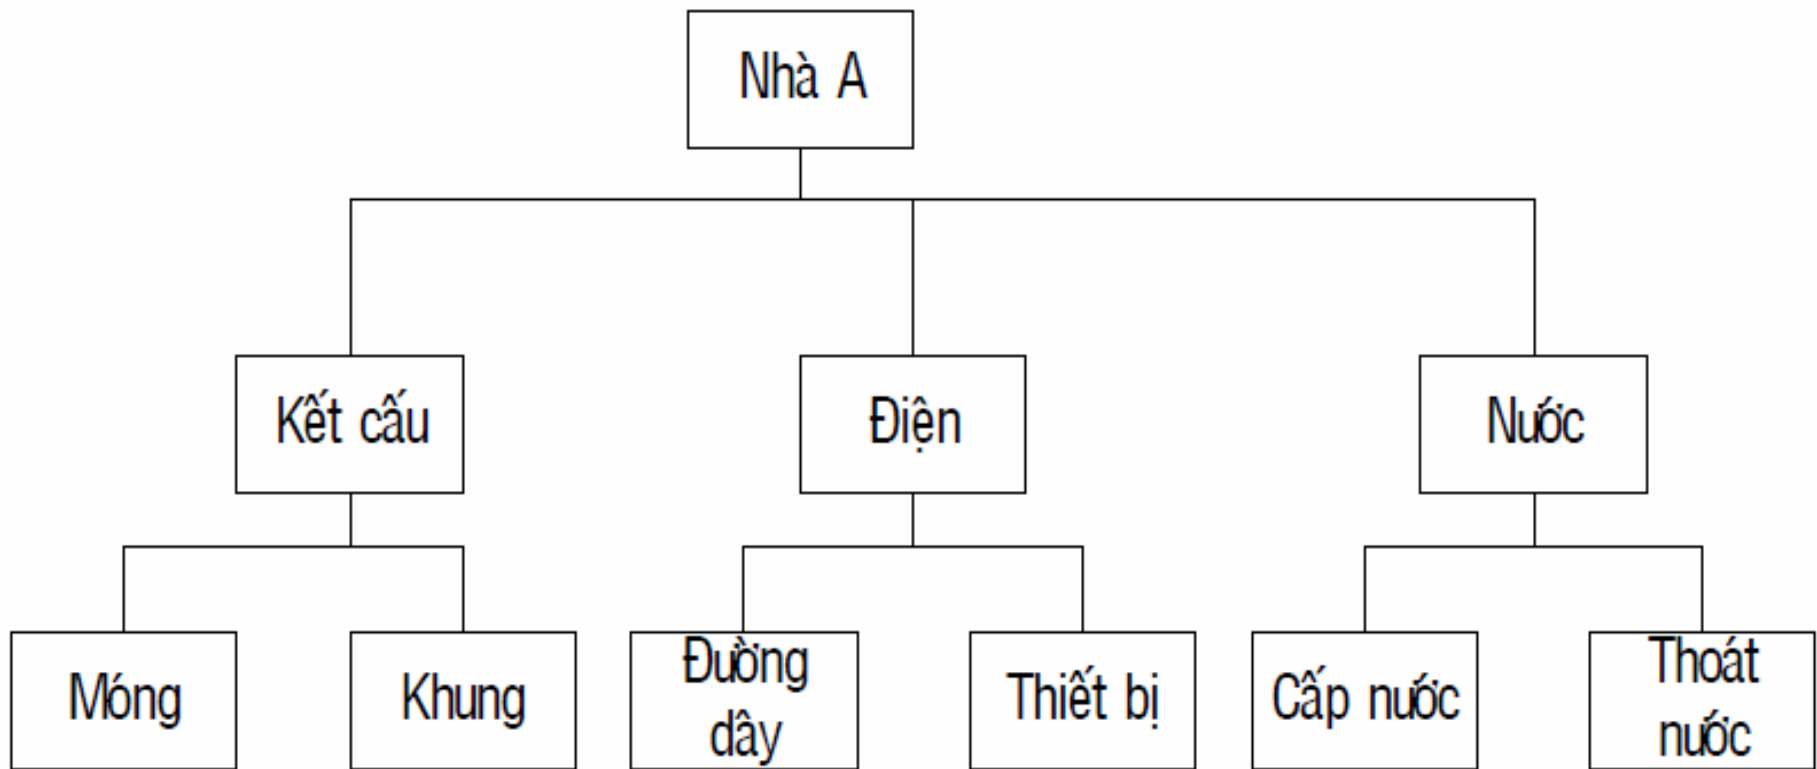 Nhà A
Kết cấu
Điện
Nước
Móng
Khung
Đường
dây
Thiết bị
Cấp nước
Thoát
nước